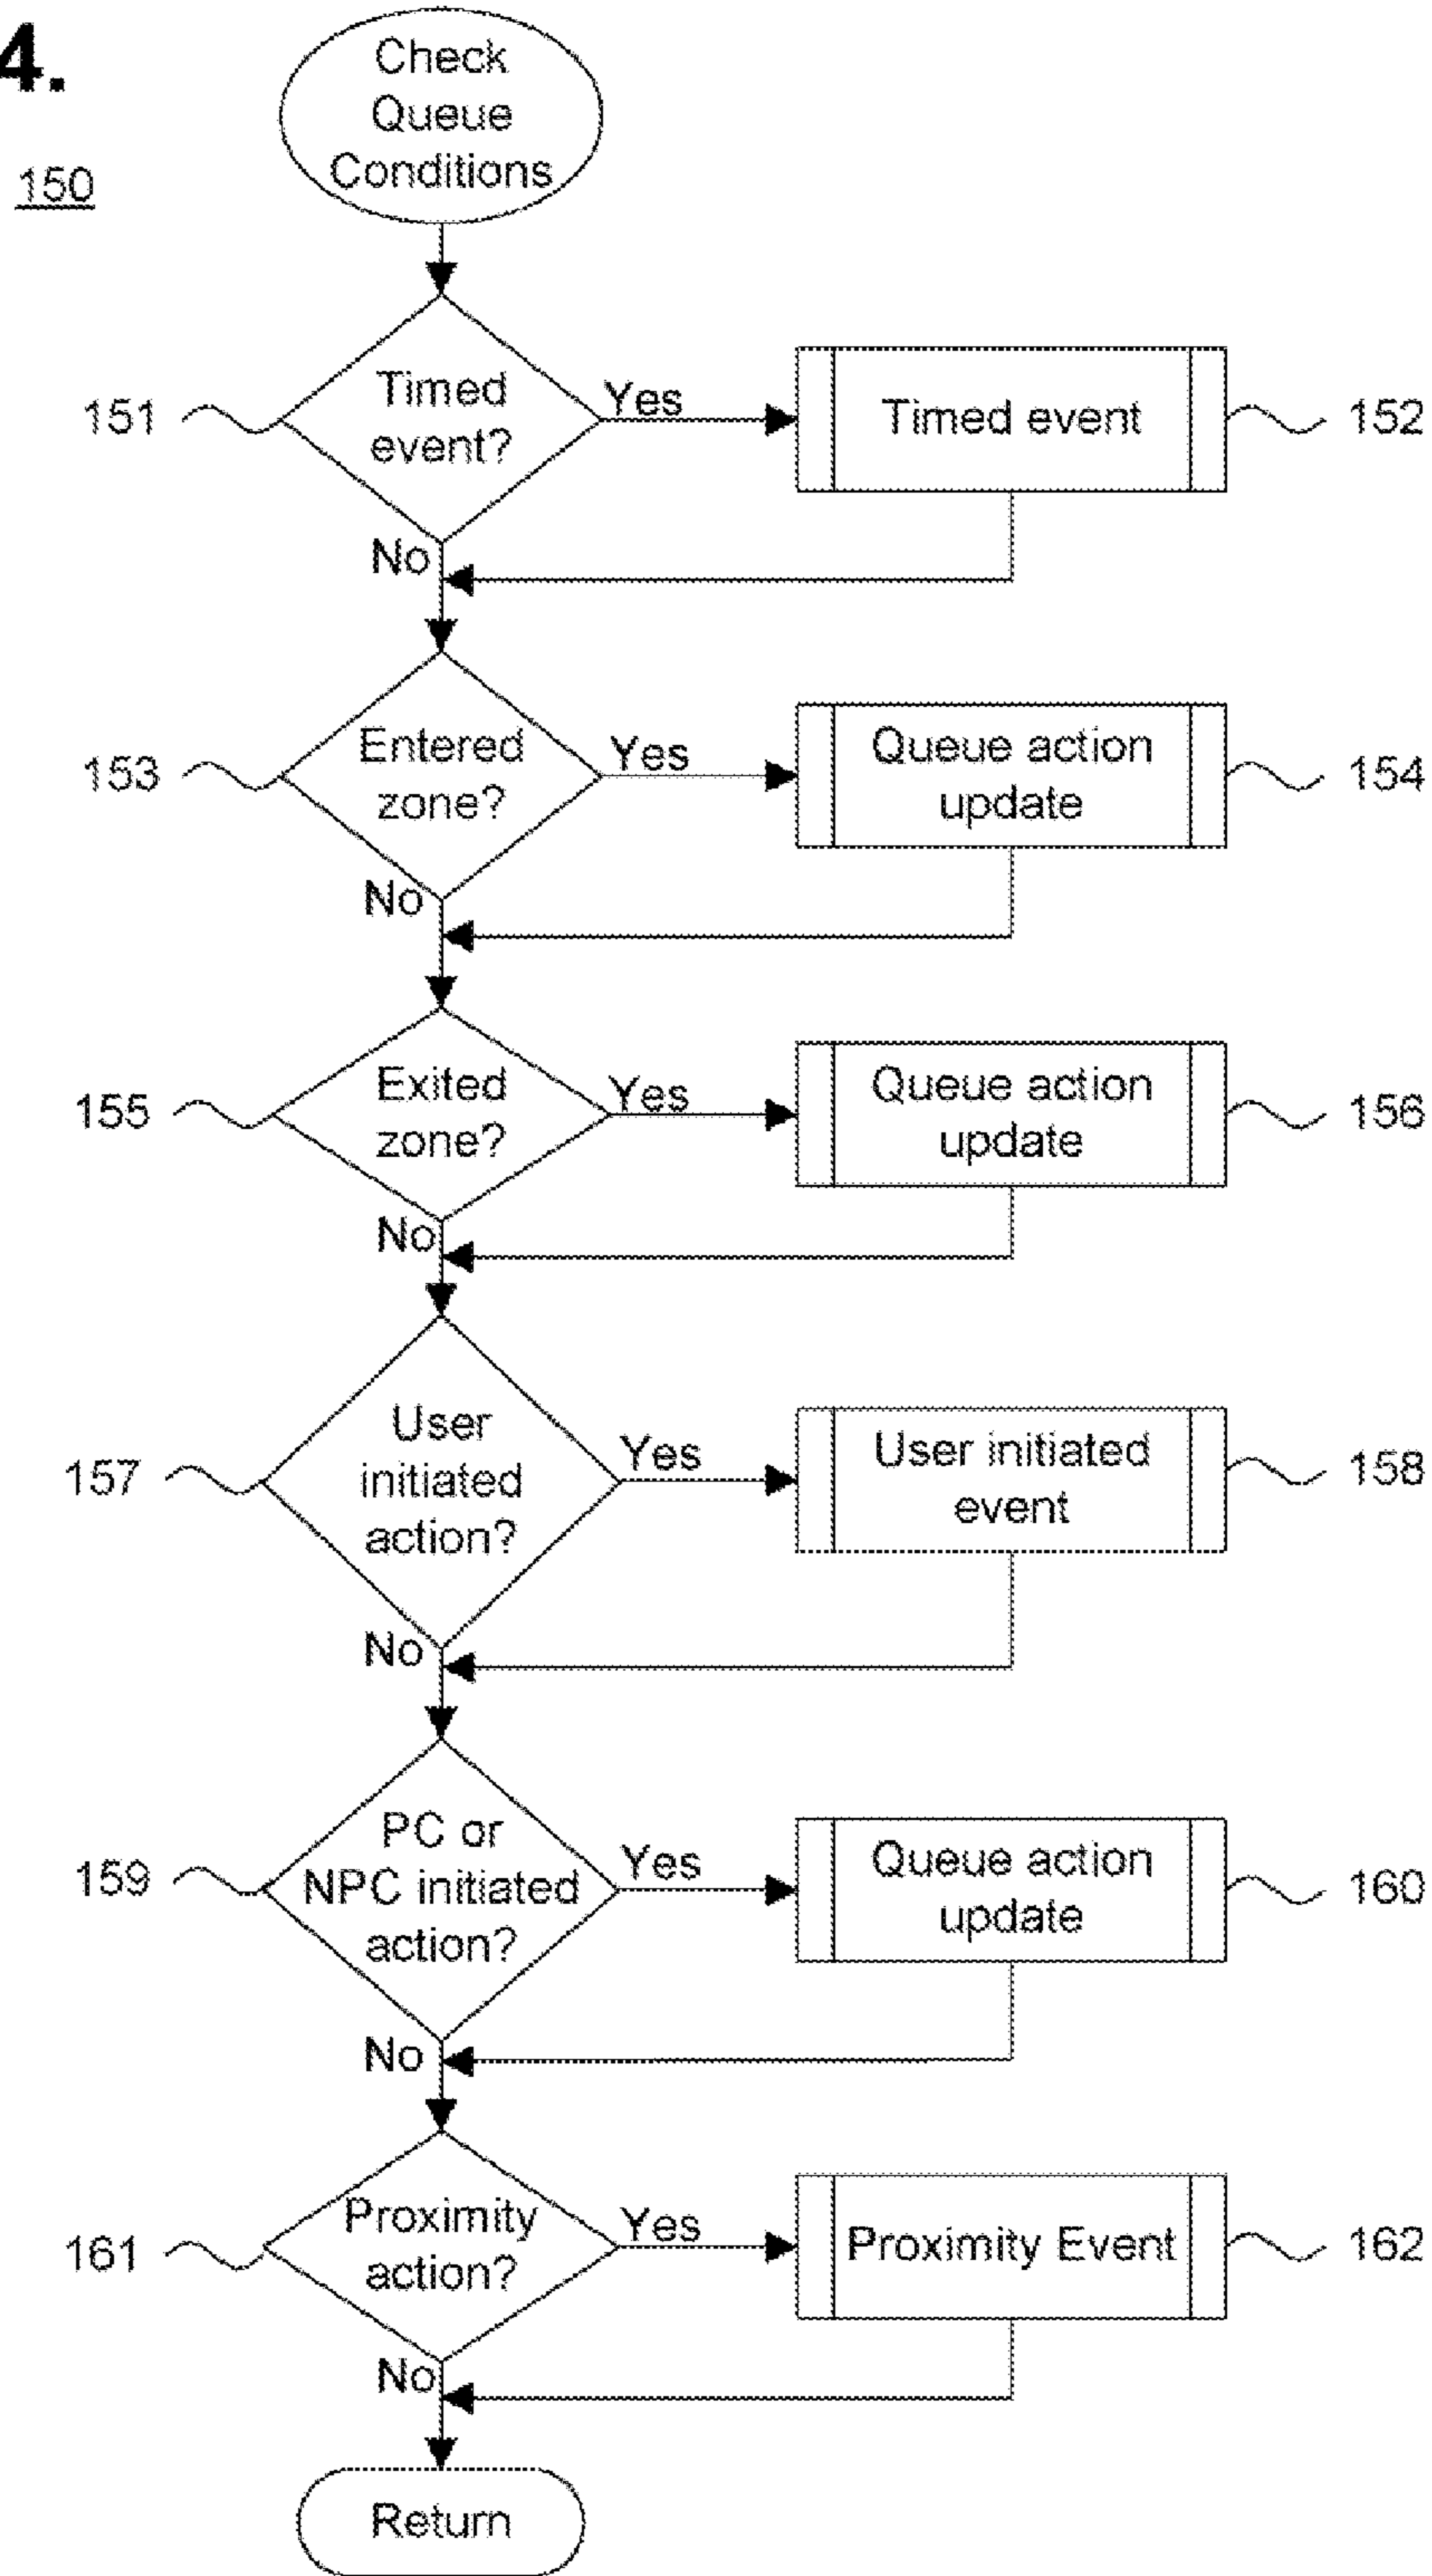 4.
150
Check
Queue
Conditions
151
Timed
event?
Yes
Timed event
152
No
153
Entered
zone?
Yes
Queue action
update
154
No
155
Exited
zone?
Yes
Queue action
update
156
No
157
User
initiated
action?
Yes
User initiated
event
158
No
159
PC or
NPC initiated
action?
Yes
Queue action
update
160
No
161
Proximity
action?
Yes
Proximity Event
162
No
Return